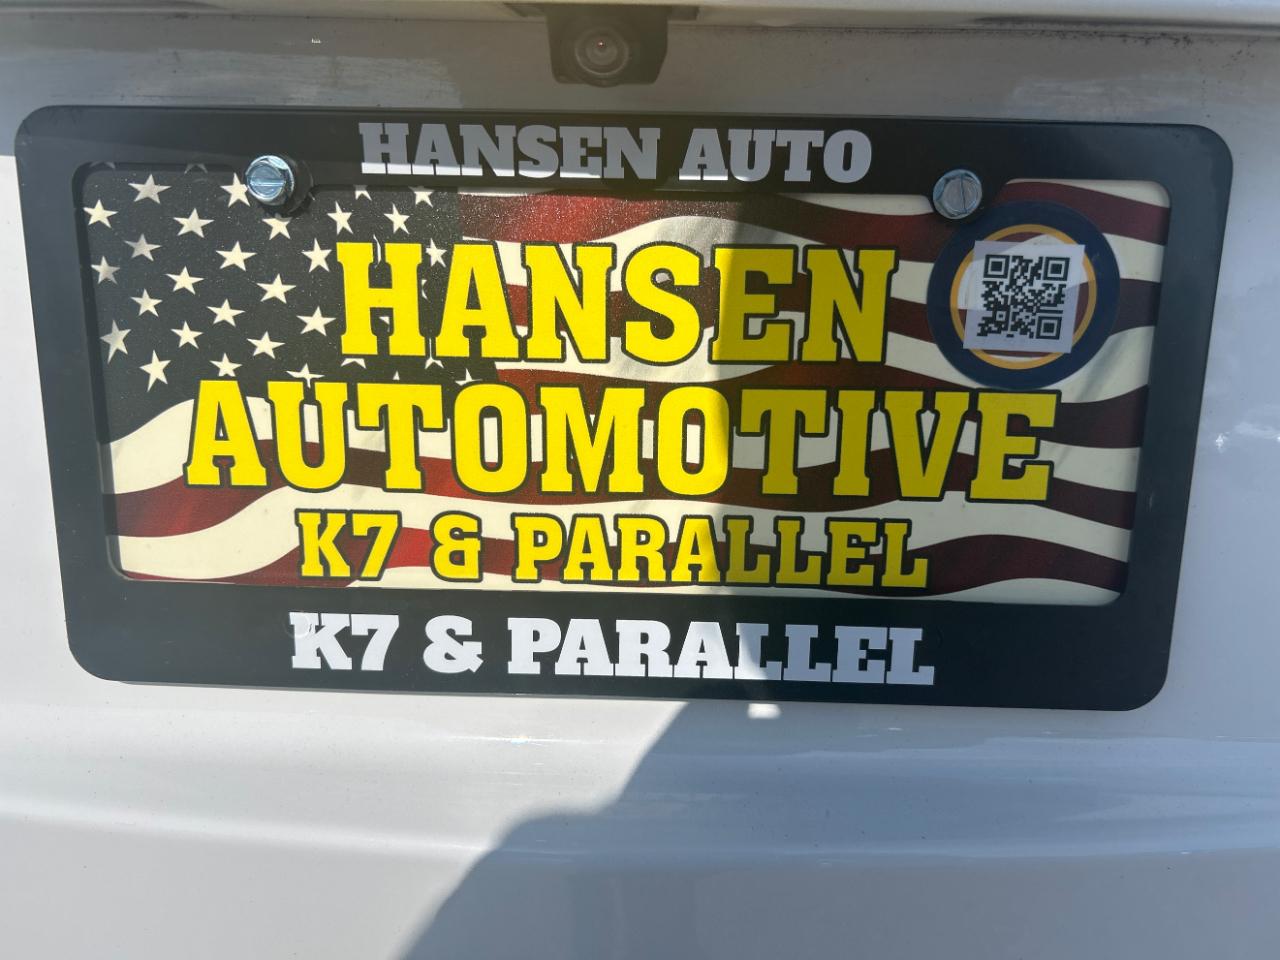 HANSEN AUTO
HANSEN
AUTOMOTIVE
K7 & PARALLEL
K7 & PARALLEL